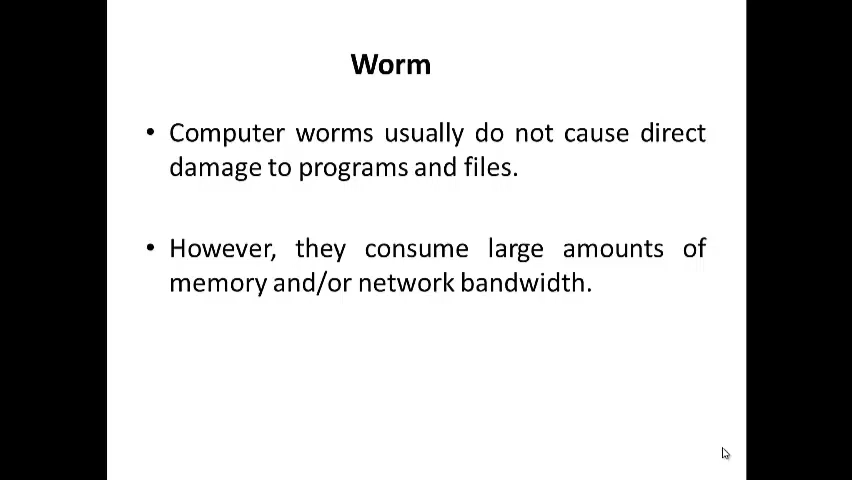 Worm
• Computer worms usually do not cause direct
damage to programs and files.
• However, they consume large amounts of
memory and/or network bandwidth.